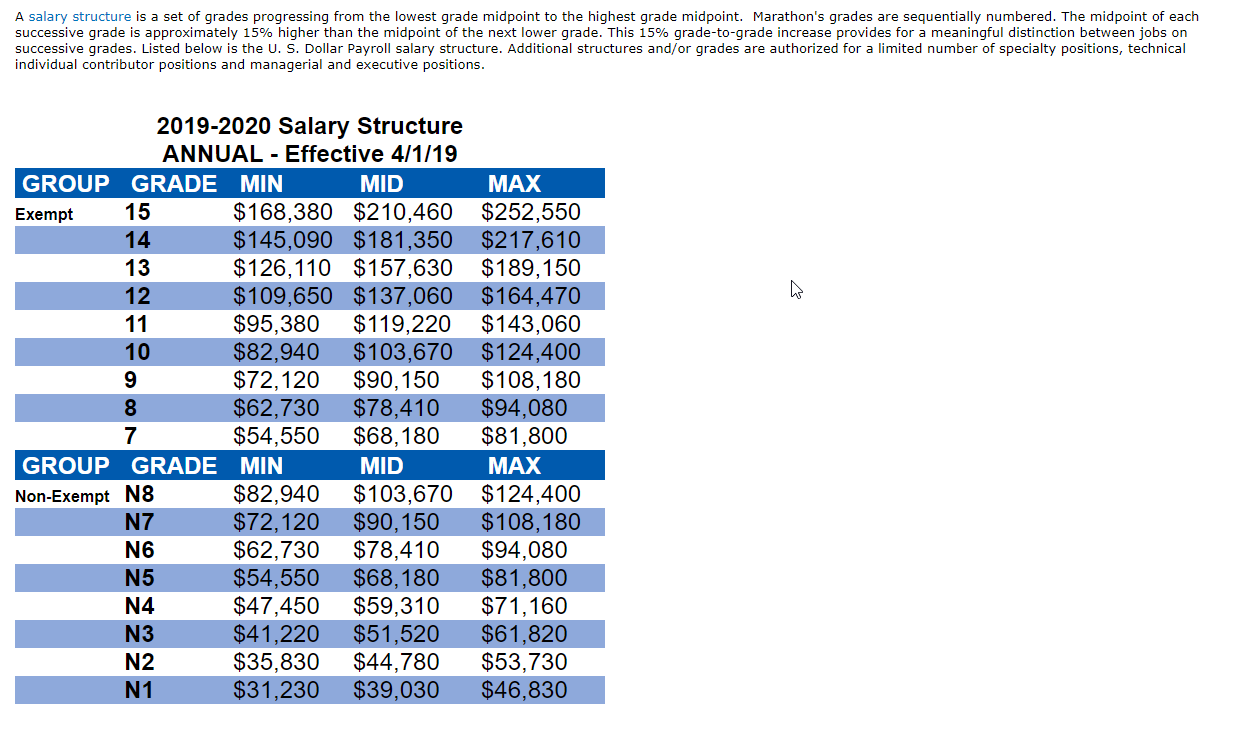 A salary structure is a set of grades progressing from the lowest grade midpoint to the highest grade midpoint.  Marathon's grades are sequentially numbered. The midpoint of each
successive grade is approximately 15% higher than the midpoint of the next lower grade. This 15% grade-to-grade increase provides for a meaningful distinction between jobs on
successive grades. Listed below is the U. S. Dollar Payroll salary structure. Additional structures and/or grades are authorized for a limited number of specialty positions, technical
individual contributor positions and managerial and executive positions.
2019-2020 Salary Structure
ANNUAL - Effective 4/1/19
GROUP GRADE MIN MID MAX
Exempt 15 $168,380 $210,460 $252,550
14 $145,090 $181,350 $217,610
13 $126,110 $157,630 $189,150
12 $109,650 $137,060 $164,470
11 $95,380 $119,220 $143,060
10 $82,940 $103,670 $124,400
9 $72,120 $90,150 $108,180
8 $62,730 $78,410 $94,080
7 $54,550 $68,180 $81,800
GROUP GRADE MIN MID MAX
Non-Exempt N8 $82,940 $103,670 $124,400
N7 $72,120 $90,150 $108,180
N6 $62,730 $78,410 $94,080
N5 $54,550 $68,180 $81,800
N4 $47,450 $59,310 $71,160
N3 $41,220 $51,520 $61,820
N2 $35,830 $44,780 $53,730
N1 $31,230 $39,030 $46,830